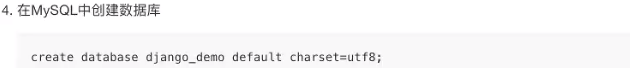 4. 在MySQL中创建数据库
create database django_demo default charset=utf8;